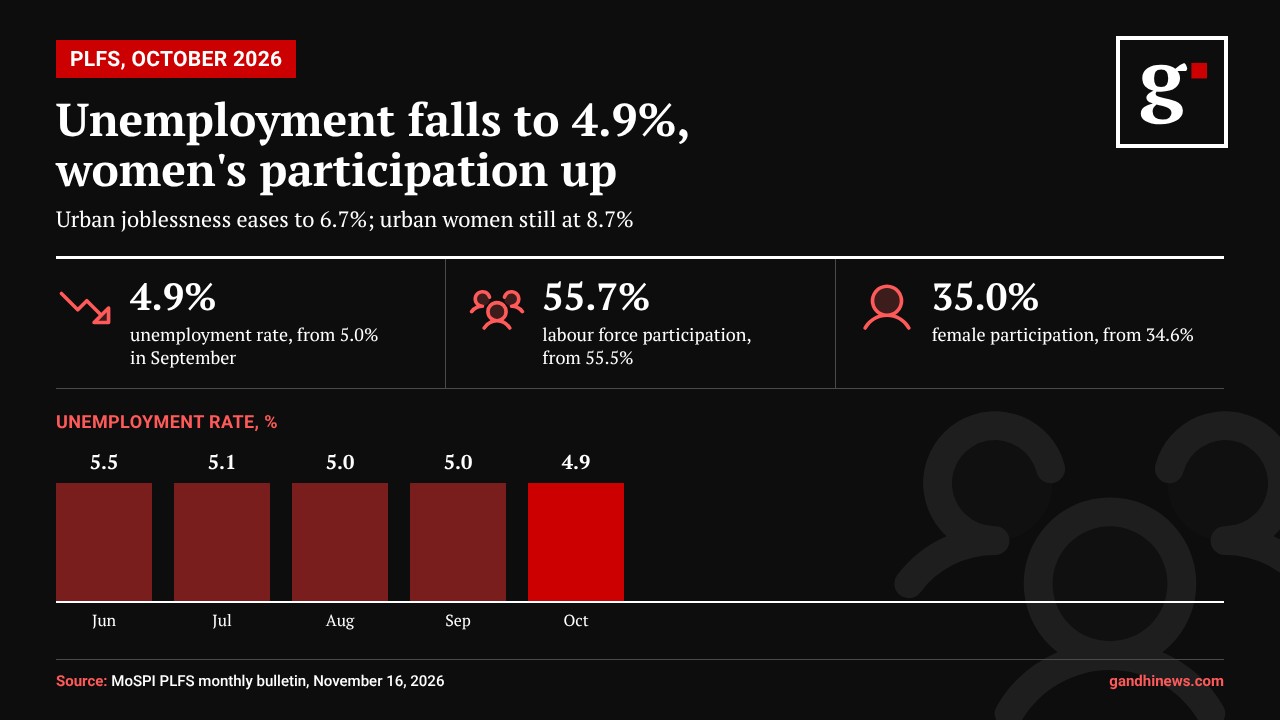 PLFS, OCTOBER 2026
g
Unemployment falls to 4.9%,
women's participation up
Urban joblessness eases to 6.7%; urban women still at 8.7%
4.9%
unemployment rate, from 5.0%
in September
55.7%
labour force participation,
from 55.5%
35.0%
female participation, from 34.6%
UNEMPLOYMENT RATE, %
5.5 5.1 5.0 5.0 4.9
Jun Jul Aug Sep Oct
Source: MoSPI PLFS monthly bulletin, November 16, 2026
gandhinews.com